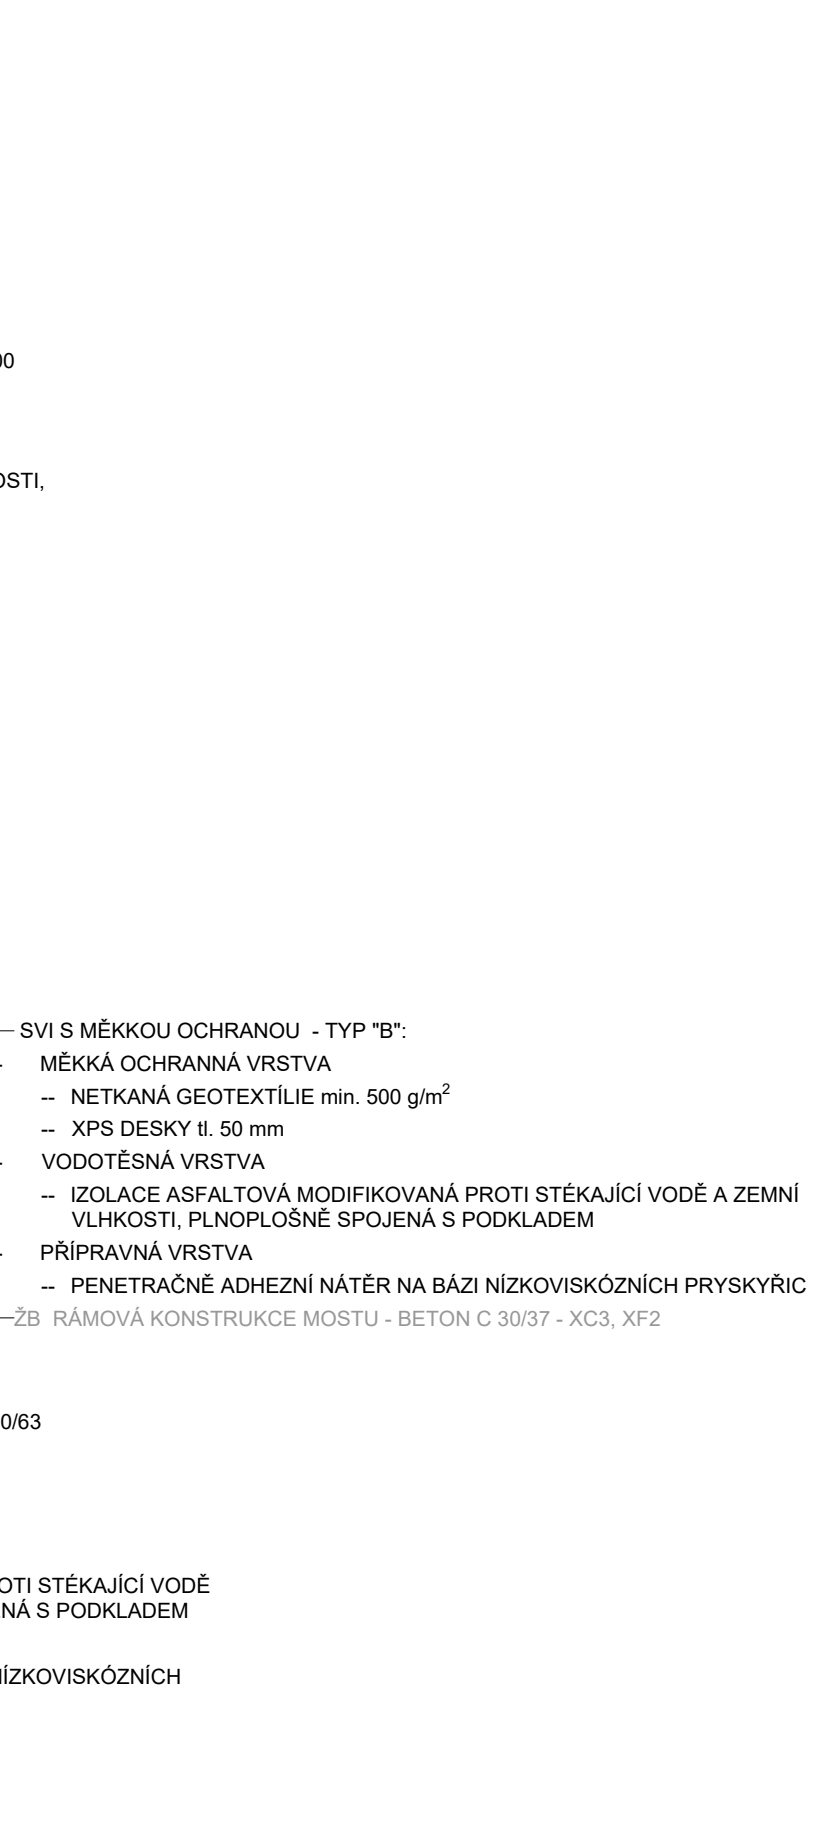 00
OSTI,
SVI S MĚKKOU OCHRANOU - TYP "B":
- MĚKKÁ OCHRANNÁ VRSTVA
-- NETKANÁ GEOTEXTÍLIE min. 500 g/m²
-- XPS DESKY tl. 50 mm
- VODOTĚSNÁ VRSTVA
-- IZOLACE ASFALTOVÁ MODIFIKOVANÁ PROTI STÉKAJÍCÍ VODĚ A ZEMNÍ
VLHKOSTI, PLNOPLOŠNĚ SPOJENÁ S PODKLADEM
- PŘÍPRAVNÁ VRSTVA
-- PENETRAČNĚ ADHEZNÍ NÁTĚR NA BÁZI NÍZKOVISKÓZNÍCH PRYSKYŘIC
ŽB RÁMOVÁ KONSTRUKCE MOSTU - BETON C 30/37 - XC3, XF2
0/63
OTI STÉKAJÍCÍ VODĚ
NÁ S PODKLADEM
NÍZKOVISKÓZNÍCH